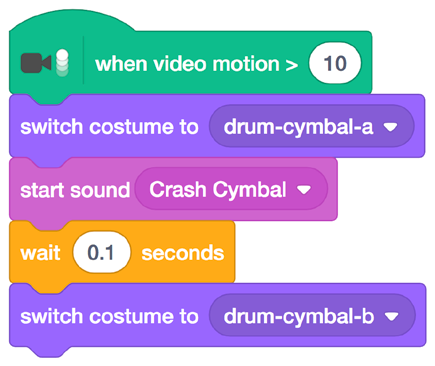 when video motion > 10
switch costume to drum-cymbal-a
start sound Crash Cymbal
wait 0.1 seconds
switch costume to drum-cymbal-b